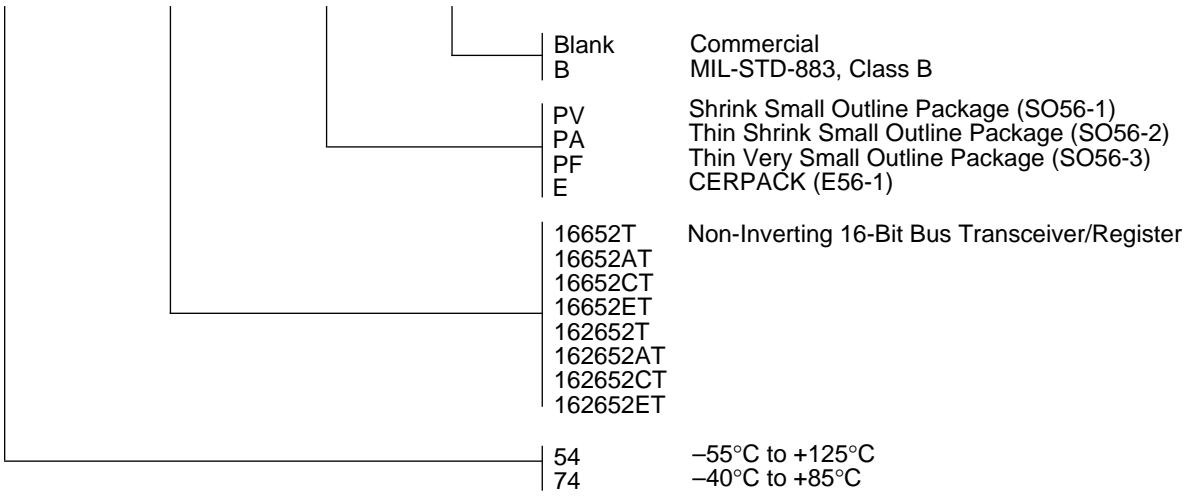 Blank Commercial
B MIL-STD-883, Class B
PV Shrink Small Outline Package (SO56-1)
PA Thin Shrink Small Outline Package (SO56-2)
PF Thin Very Small Outline Package (SO56-3)
E CERPACK (E56-1)
16652T Non-Inverting 16-Bit Bus Transceiver/Register
16652AT
16652CT
16652ET
162652T
162652AT
162652CT
162652ET
54 –55°C to +125°C
74 –40°C to +85°C